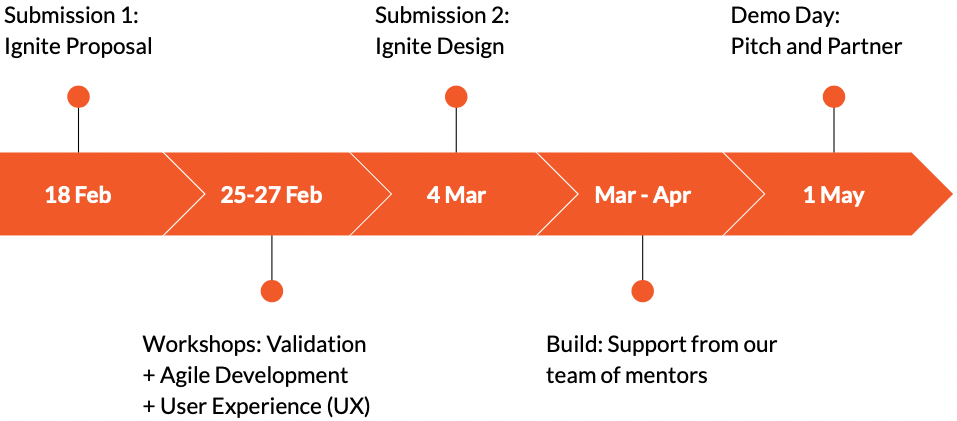 Submission 1:
Ignite Proposal
Submission 2:
Ignite Design
Demo Day:
Pitch and Partner
18 Feb
25-27 Feb
4 Mar
Mar - Apr
1 May
Workshops: Validation
+ Agile Development
+ User Experience (UX)
Build: Support from our
team of mentors